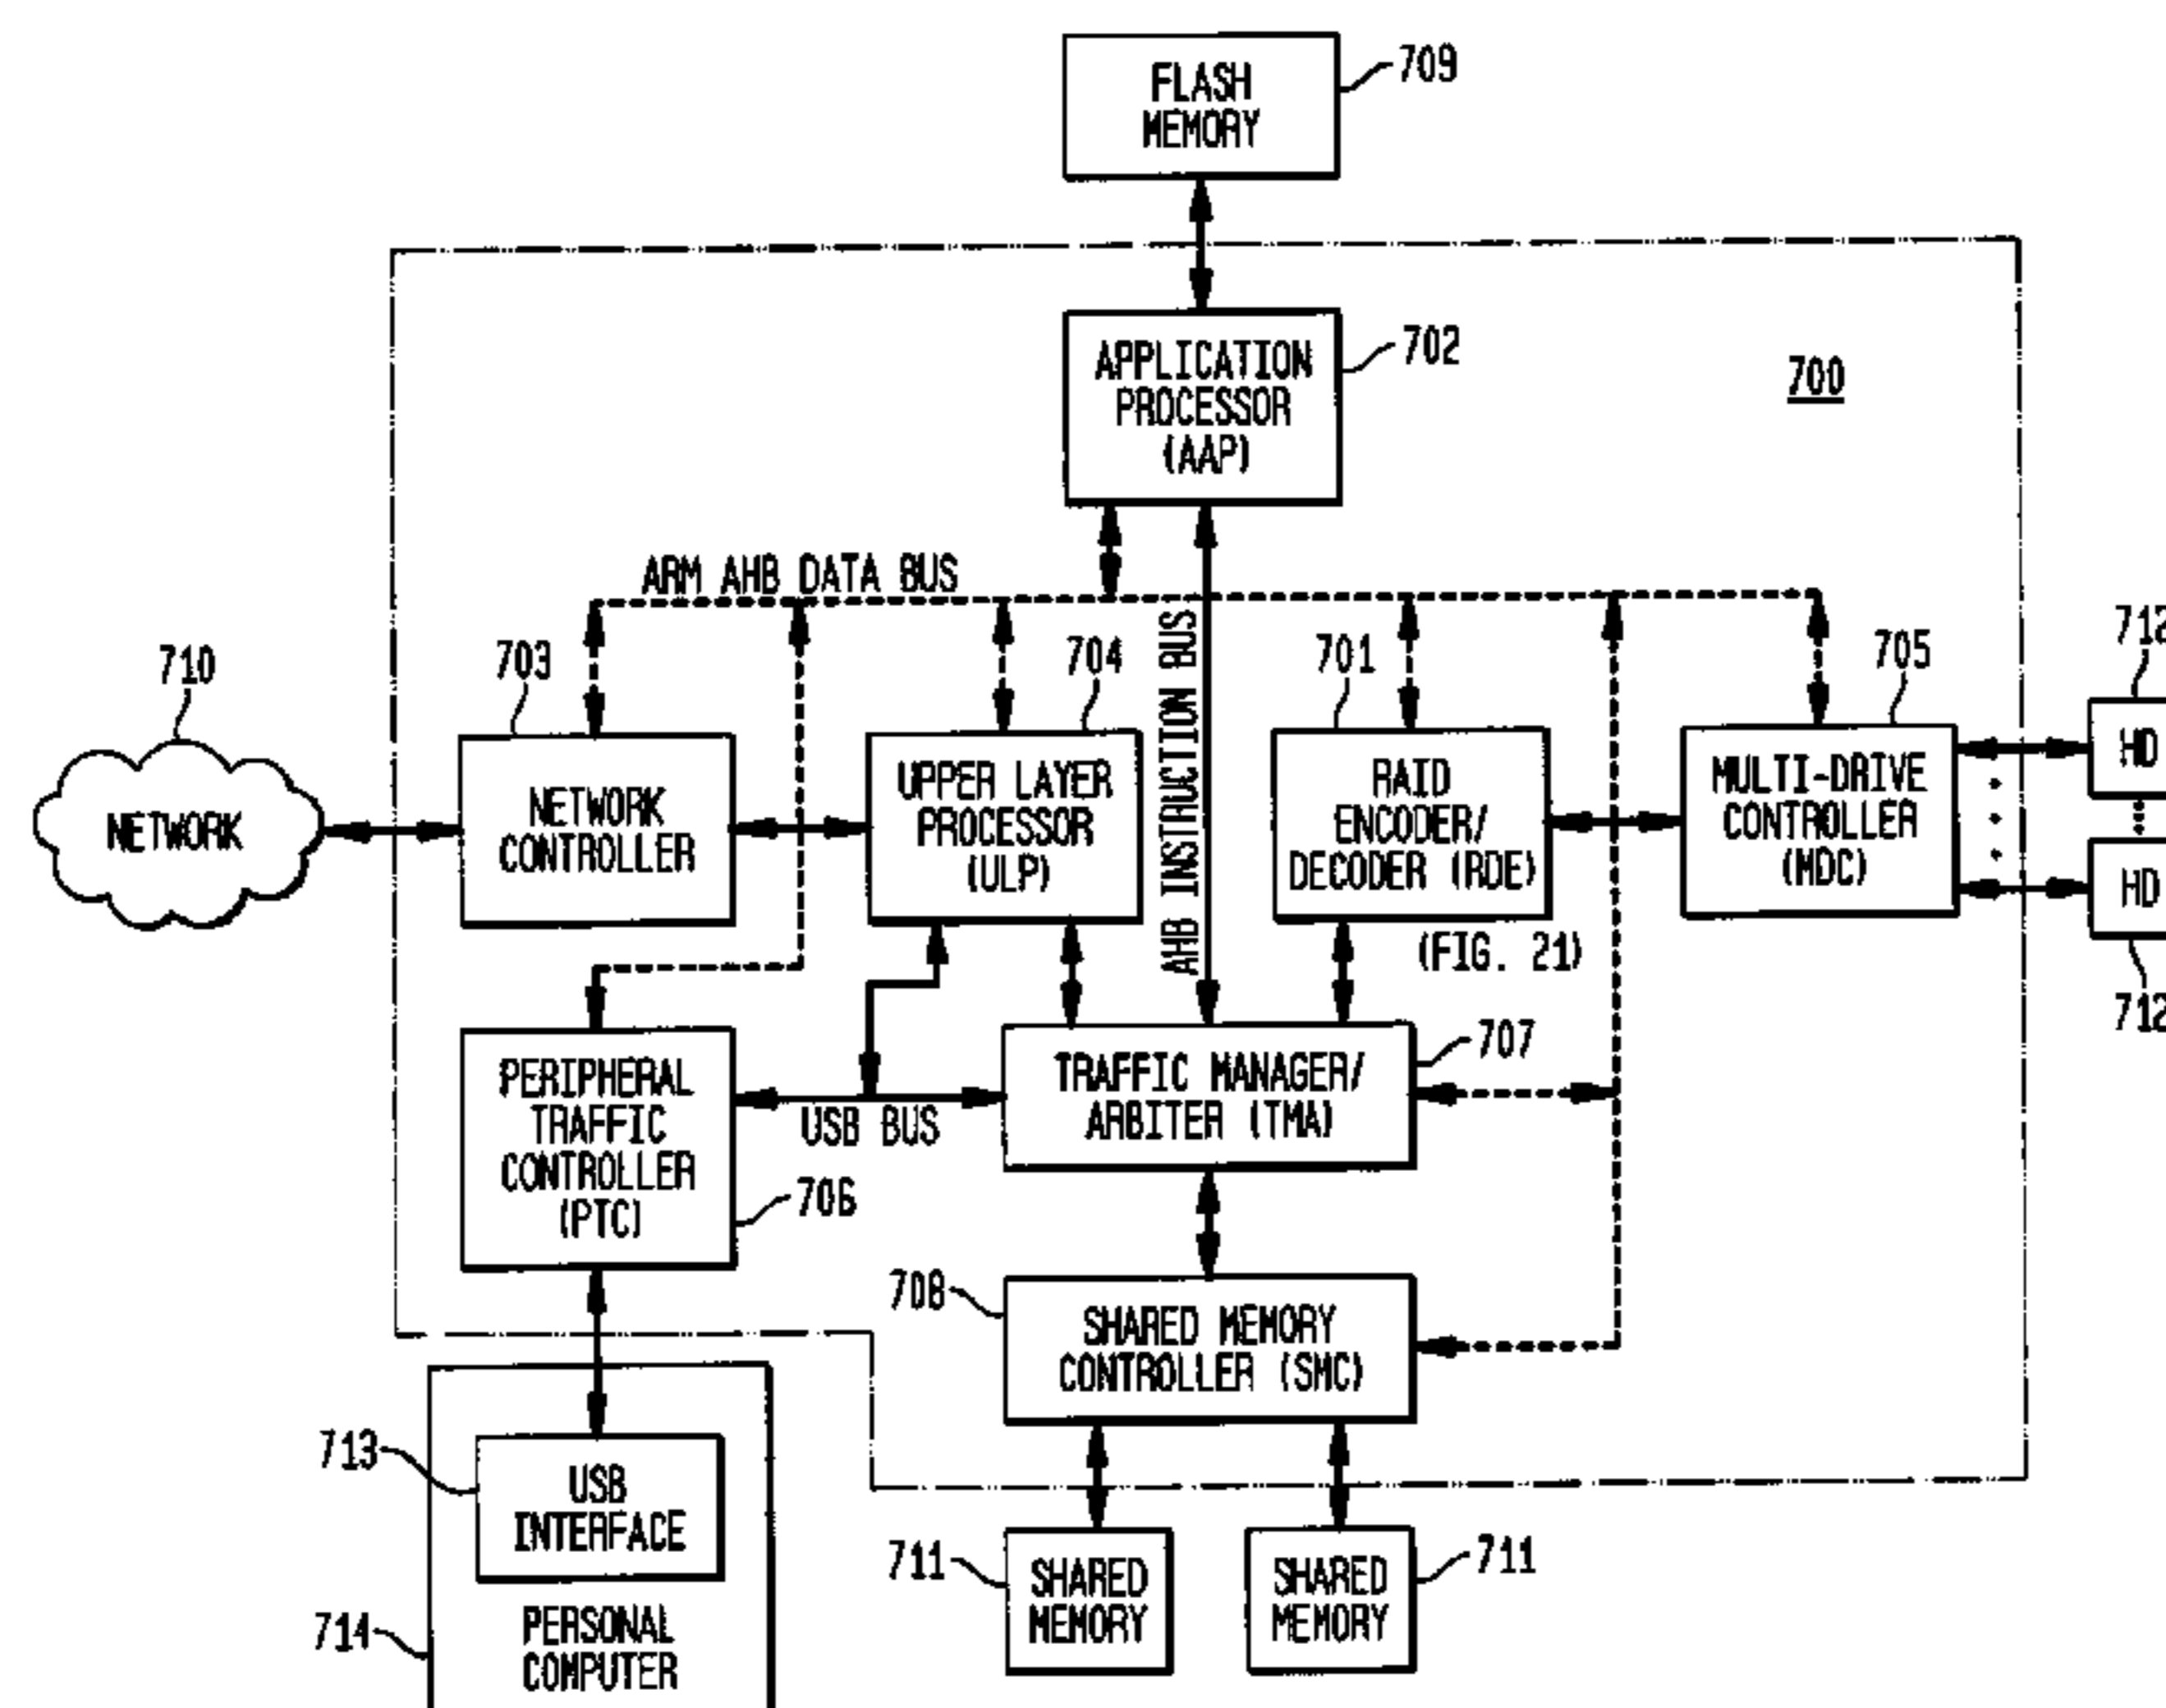 FLASH
MEMORY
709
APPLICATION
PROCESSOR
(AAP)
702
700
ARM AHB DATA BUS
AHB INSTRUCTION BUS
710
NETWORK
703
NETWORK
CONTROLLER
704
UPPER LAYER
PROCESSOR
(ULP)
701
RAID
ENCODER/
DECODER (RDE)
(FIG. 21)
705
MULTI-DRIVE
CONTROLLER
(MDC)
712
HD
HD
712
PERIPHERAL
TRAFFIC
CONTROLLER
(PTC)
706
USB BUS
TRAFFIC MANAGER/
ARBITER (TMA)
707
708
SHARED MEMORY
CONTROLLER (SMC)
713
USB
INTERFACE
714
PERSONAL
COMPUTER
711
SHARED
MEMORY
SHARED
MEMORY
711